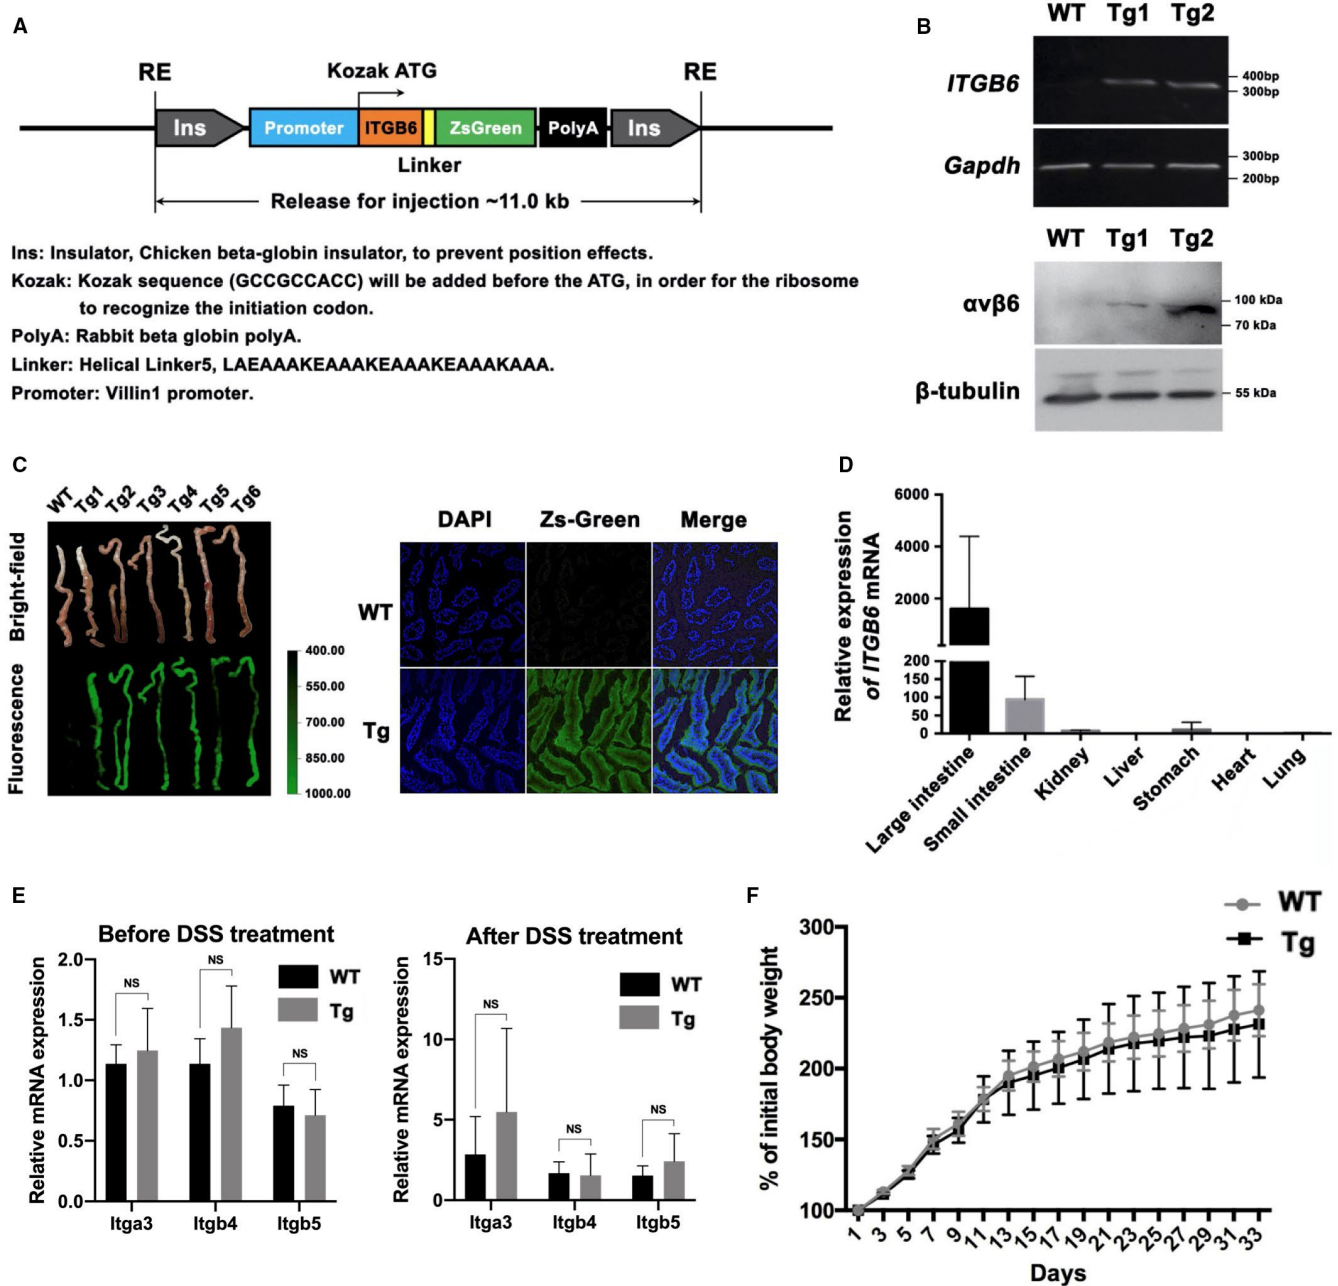 A
RE
Kozak ATG
RE
Ins
Promoter
ITGB6
ZsGreen
PolyA
Ins
Linker
Release for injection ~11.0 kb
Ins: Insulator, Chicken beta-globin insulator, to prevent position effects.
Kozak: Kozak sequence (GCCGCCACC) will be added before the ATG, in order for the ribosome
to recognize the initiation codon.
PolyA: Rabbit beta globin polyA.
Linker: Helical Linker5, LAEAAAKEAAAKEAAAKEAAAKAAA.
Promoter: Villin1 promoter.
B
WT Tg1 Tg2
ITGB6
400bp
300bp
Gapdh
300bp
200bp
WT Tg1 Tg2
αvβ6
100 kDa
70 kDa
β-tubulin
55 kDa
C
WT Tg1 Tg2 Tg3 Tg4 Tg5 Tg6
Bright-field
Fluorescence
400.00
550.00
700.00
850.00
1000.00
DAPI Zs-Green Merge
WT
Tg
D
Relative expression
of ITGB6 mRNA
6000
4000
2000
200
150
100
50
0
Large intestine
Small intestine
Kidney
Liver
Stomach
Heart
Lung
E
Before DSS treatment
Relative mRNA expression
2.0
1.5
1.0
0.5
0.0
NS
NS
NS
WT
Tg
Itga3 Itgb4 Itgb5
After DSS treatment
Relative mRNA expression
15
10
5
0
NS
NS
NS
WT
Tg
Itga3 Itgb4 Itgb5
F
WT
Tg
% of initial body weight
300
250
200
150
100
1 3 5 7 9 11 13 15 17 19 21 23 25 27 29 31 33
Days